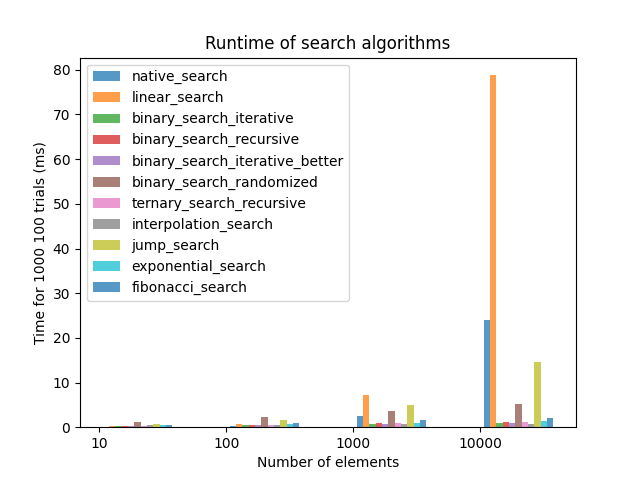 Runtime of search algorithms
Time for 1000 100 trials (ms)
80
70
60
50
40
30
20
10
0
native_search
linear_search
binary_search_iterative
binary_search_recursive
binary_search_iterative_better
binary_search_randomized
ternary_search_recursive
interpolation_search
jump_search
exponential_search
fibonacci_search
10 100 1000 10000
Number of elements